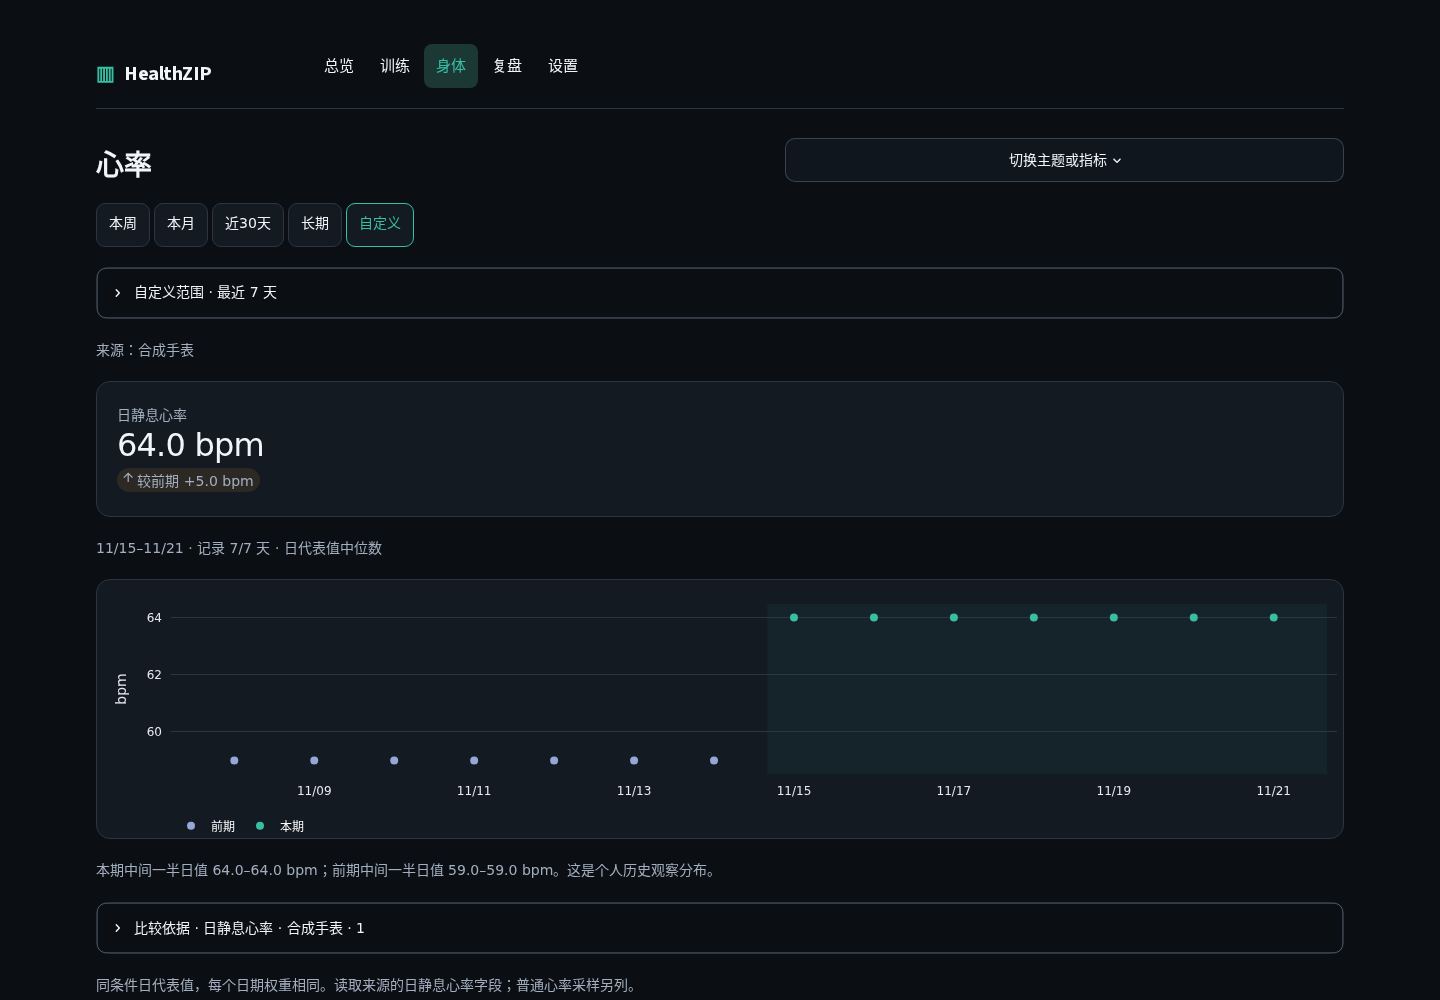 HealthZIP
总览 训练 身体 复盘 设置
心率
切换主题或指标
本周 本月 近30天 长期 自定义
自定义范围 · 最近 7 天
来源：合成手表
日静息心率
64.0 bpm
↑ 较前期 +5.0 bpm
11/15–11/21 · 记录 7/7 天 · 日代表值中位数
64
62
60
bpm
11/09 11/11 11/13 11/15 11/17 11/19 11/21
前期 本期
本期中间一半日值 64.0–64.0 bpm；前期中间一半日值 59.0–59.0 bpm。这是个人历史观察分布。
比较依据 · 日静息心率 · 合成手表 · 1
同条件日代表值，每个日期权重相同。读取来源的日静息心率字段；普通心率采样另列。